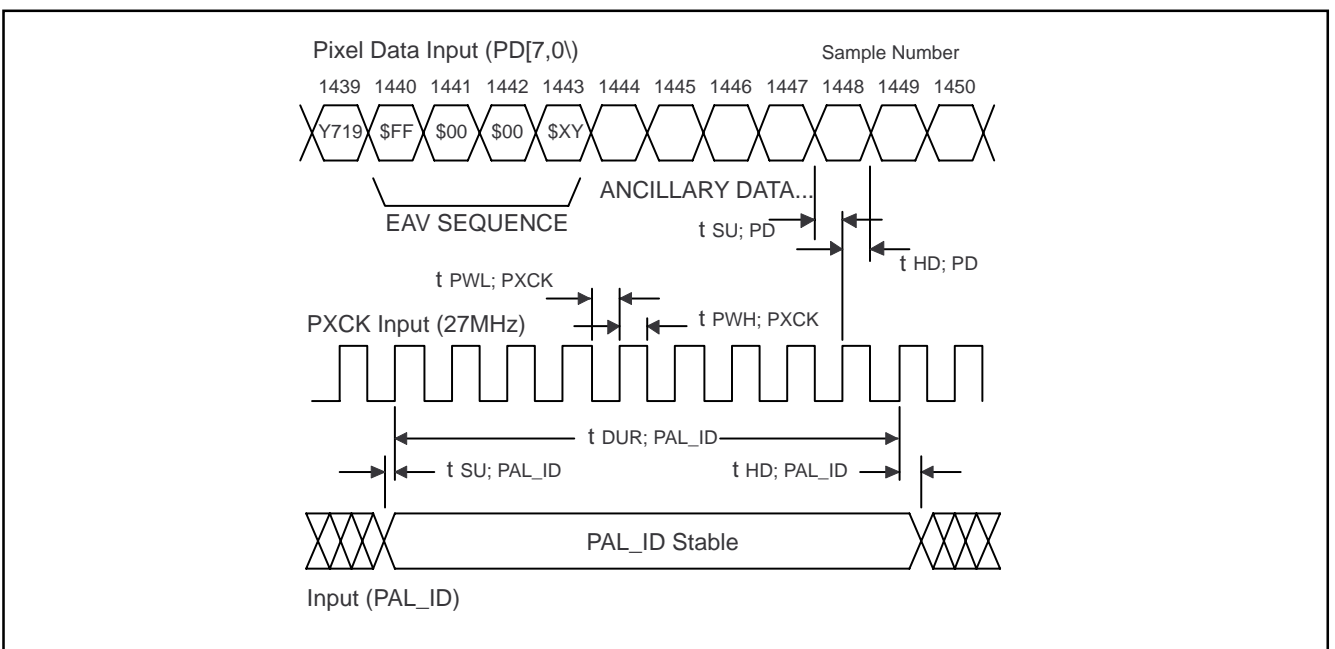 Pixel Data Input (PD[7,0\)
Sample Number
1439 1440 1441 1442 1443 1444 1445 1446 1447 1448 1449 1450
Y719 $FF $00 $00 $XY
ANCILLARY DATA...
EAV SEQUENCE
t SU; PD
t HD; PD
t PWL; PXCK
PXCK Input (27MHz)
t PWH; PXCK
t DUR; PAL_ID
t SU; PAL_ID
t HD; PAL_ID
PAL_ID Stable
Input (PAL_ID)